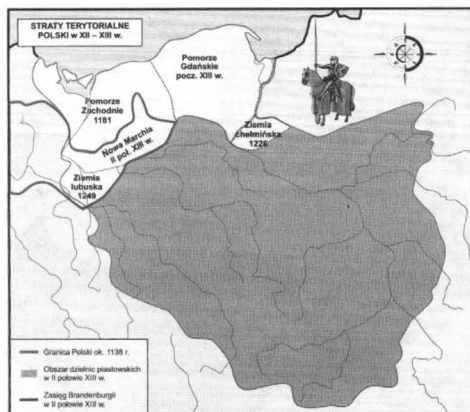 STRATY TERYTORIALNE
POLSKI w XII – XIII w.
Pomorze
Gdańskie
pocz. XIII w.
Pomorze
Zachodnie
1181
Nowa Marchia
II poł. XIII w.
Ziemia
chełmińska
1226
Ziemia
lubuska
1249
Granica Polski ok. 1138 r.
Obszar dzielnic piastowskich
w II połowie XIII w.
Zasięg Brandenburgii
w II połowie XIII w.